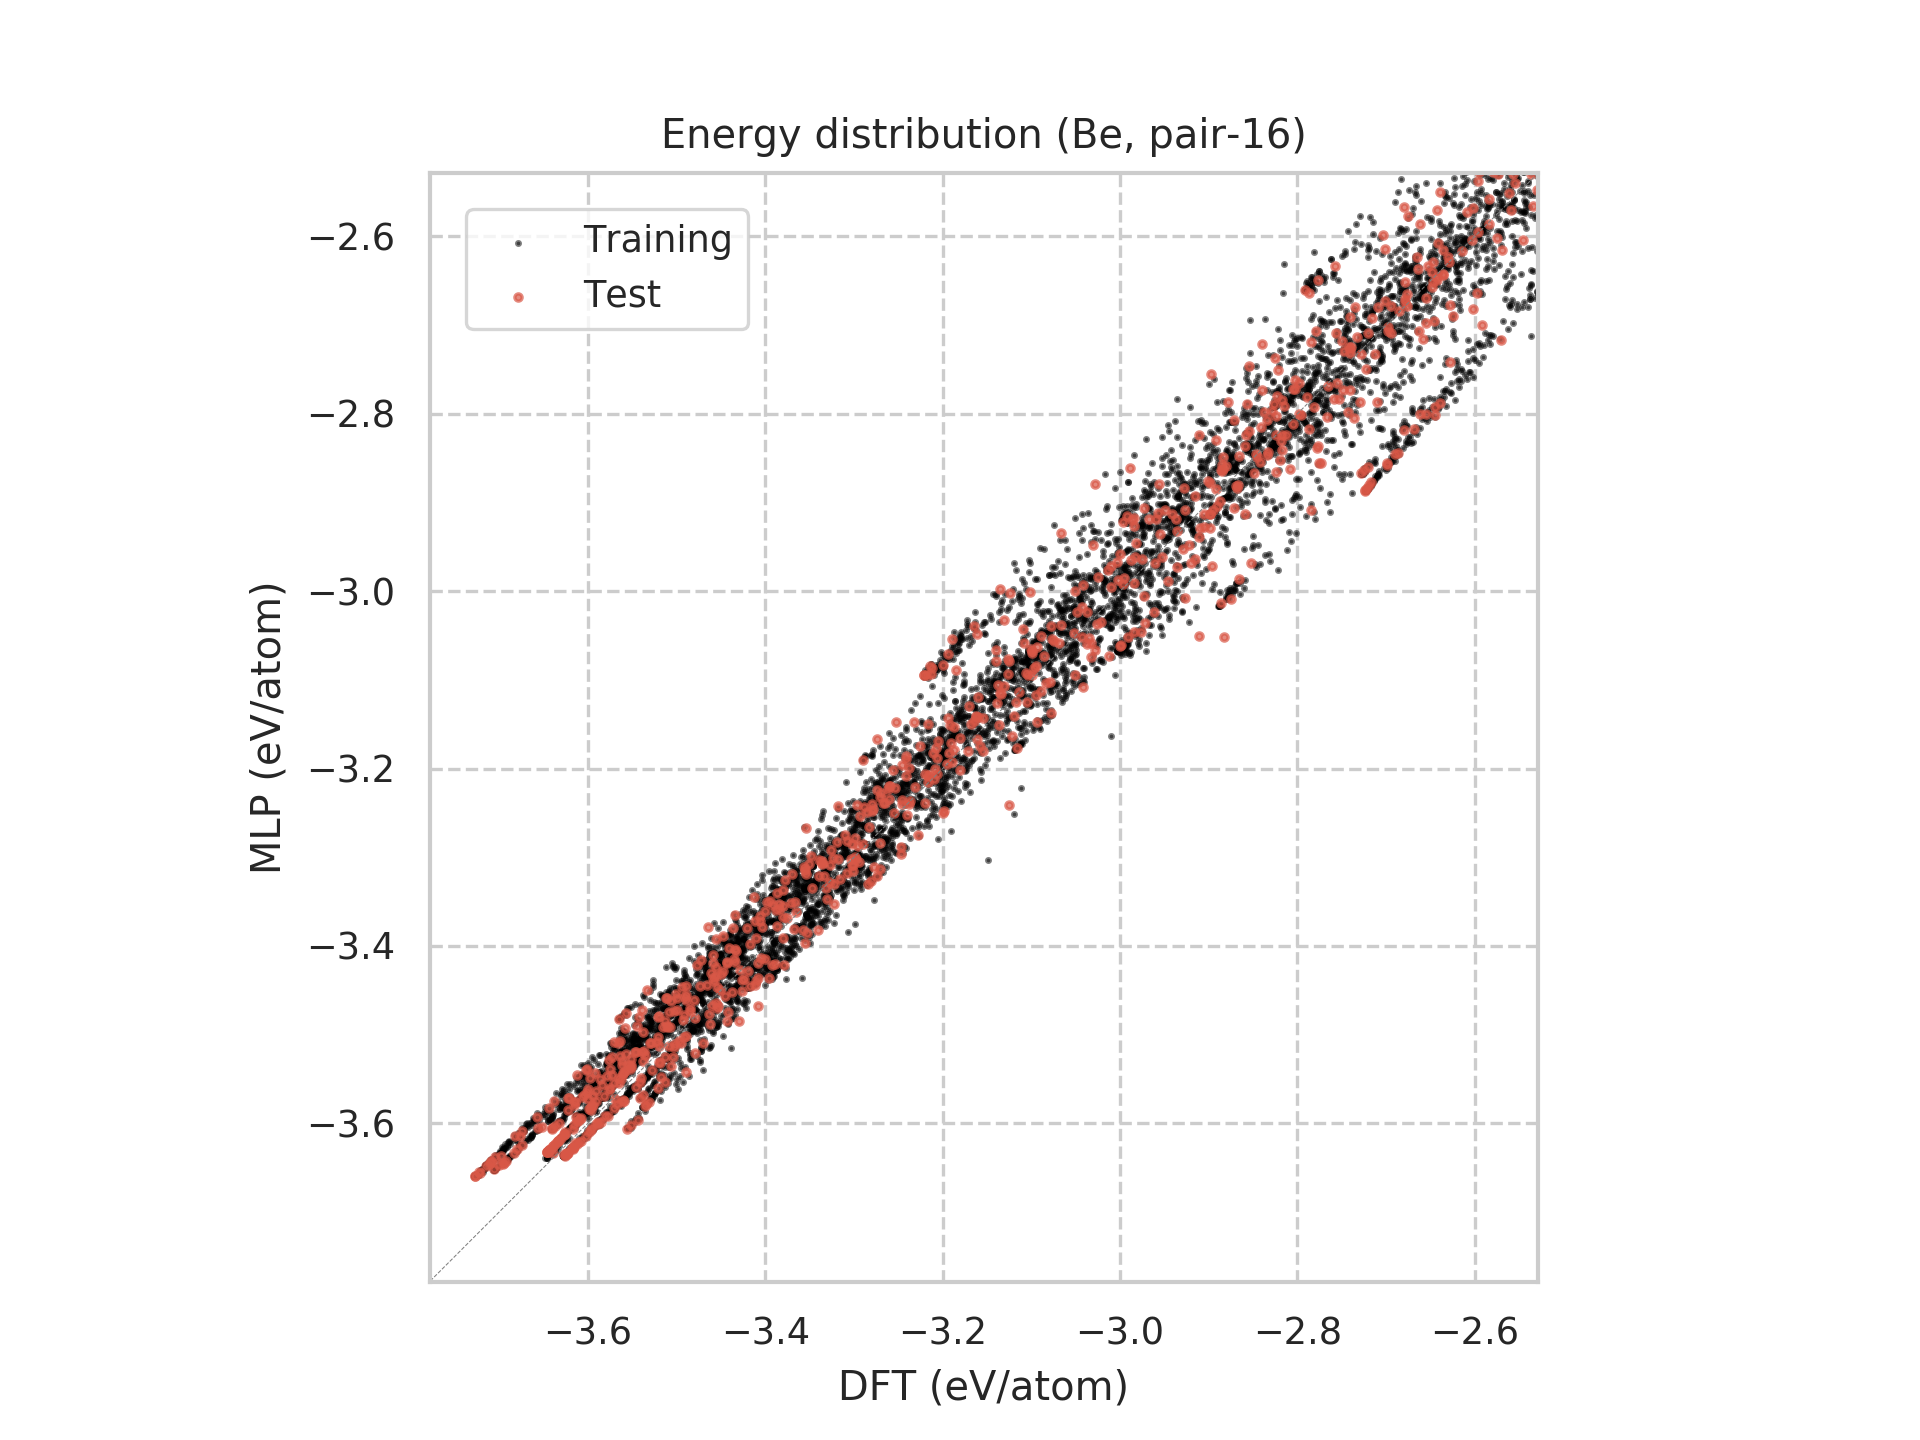 Energy distribution (Be, pair-16)
Training
Test
−2.6
−2.8
−3.0
−3.2
−3.4
−3.6
MLP (eV/atom)
−3.6 −3.4 −3.2 −3.0 −2.8 −2.6
DFT (eV/atom)